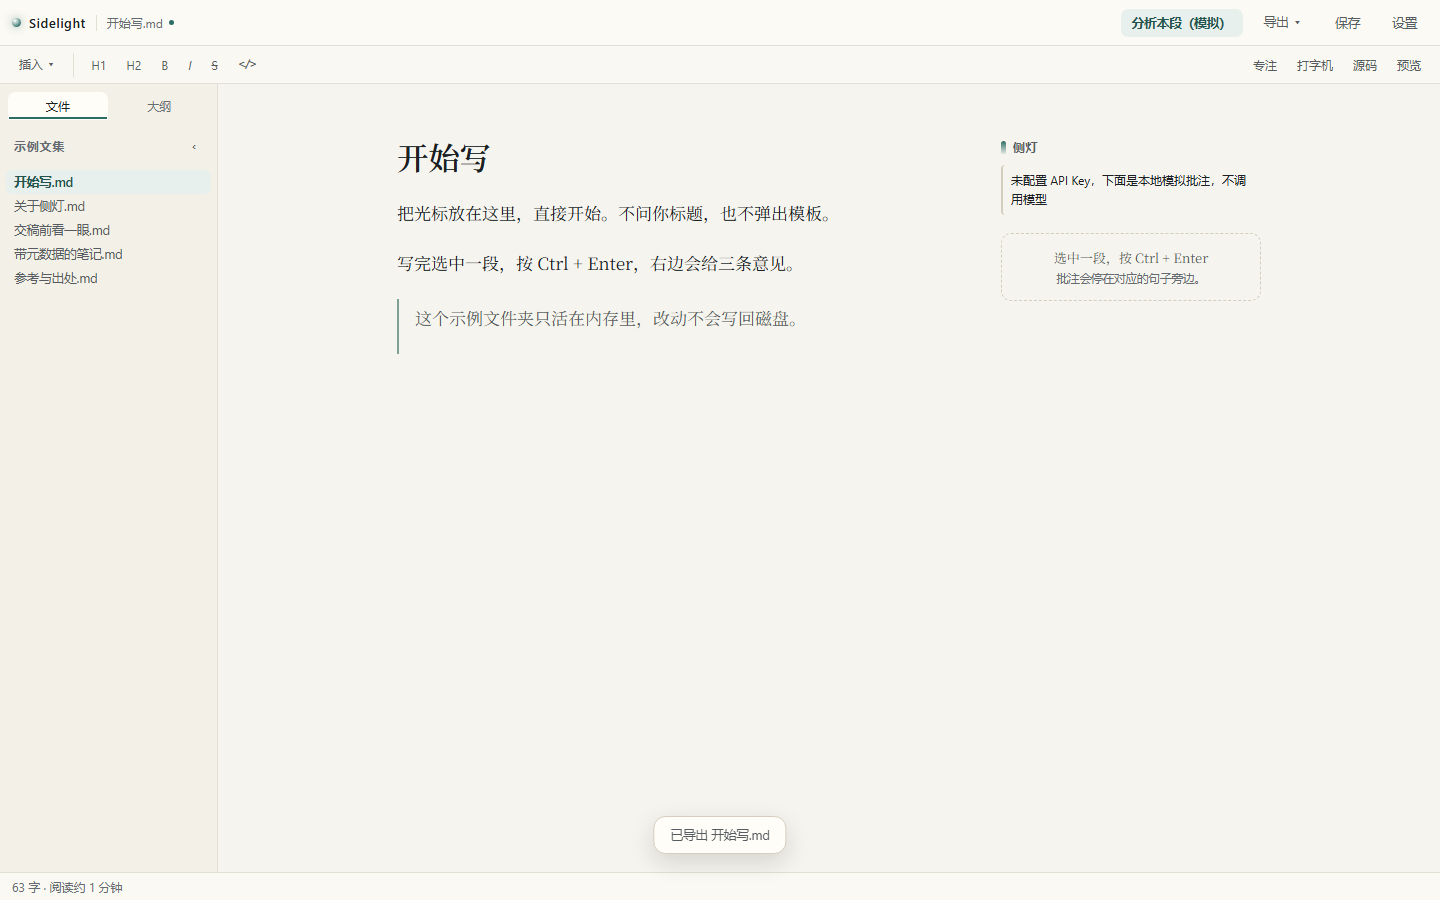 Sidelight 开始写.md
分析本段（模拟） 导出 保存 设置
插入 H1 H2 B I S </>
专注 打字机 源码 预览
文件 大纲
示例文集
开始写.md
关于侧灯.md
交稿前看一眼.md
带元数据的笔记.md
参考与出处.md
开始写
把光标放在这里，直接开始。不问你标题，也不弹出模板。
写完选中一段，按 Ctrl + Enter，右边会给三条意见。
这个示例文件夹只活在内存里，改动不会写回磁盘。
侧灯
未配置 API Key，下面是本地模拟批注，不调
用模型
选中一段，按 Ctrl + Enter
批注会停在对应的句子旁边。
已导出 开始写.md
63 字 · 阅读约 1 分钟